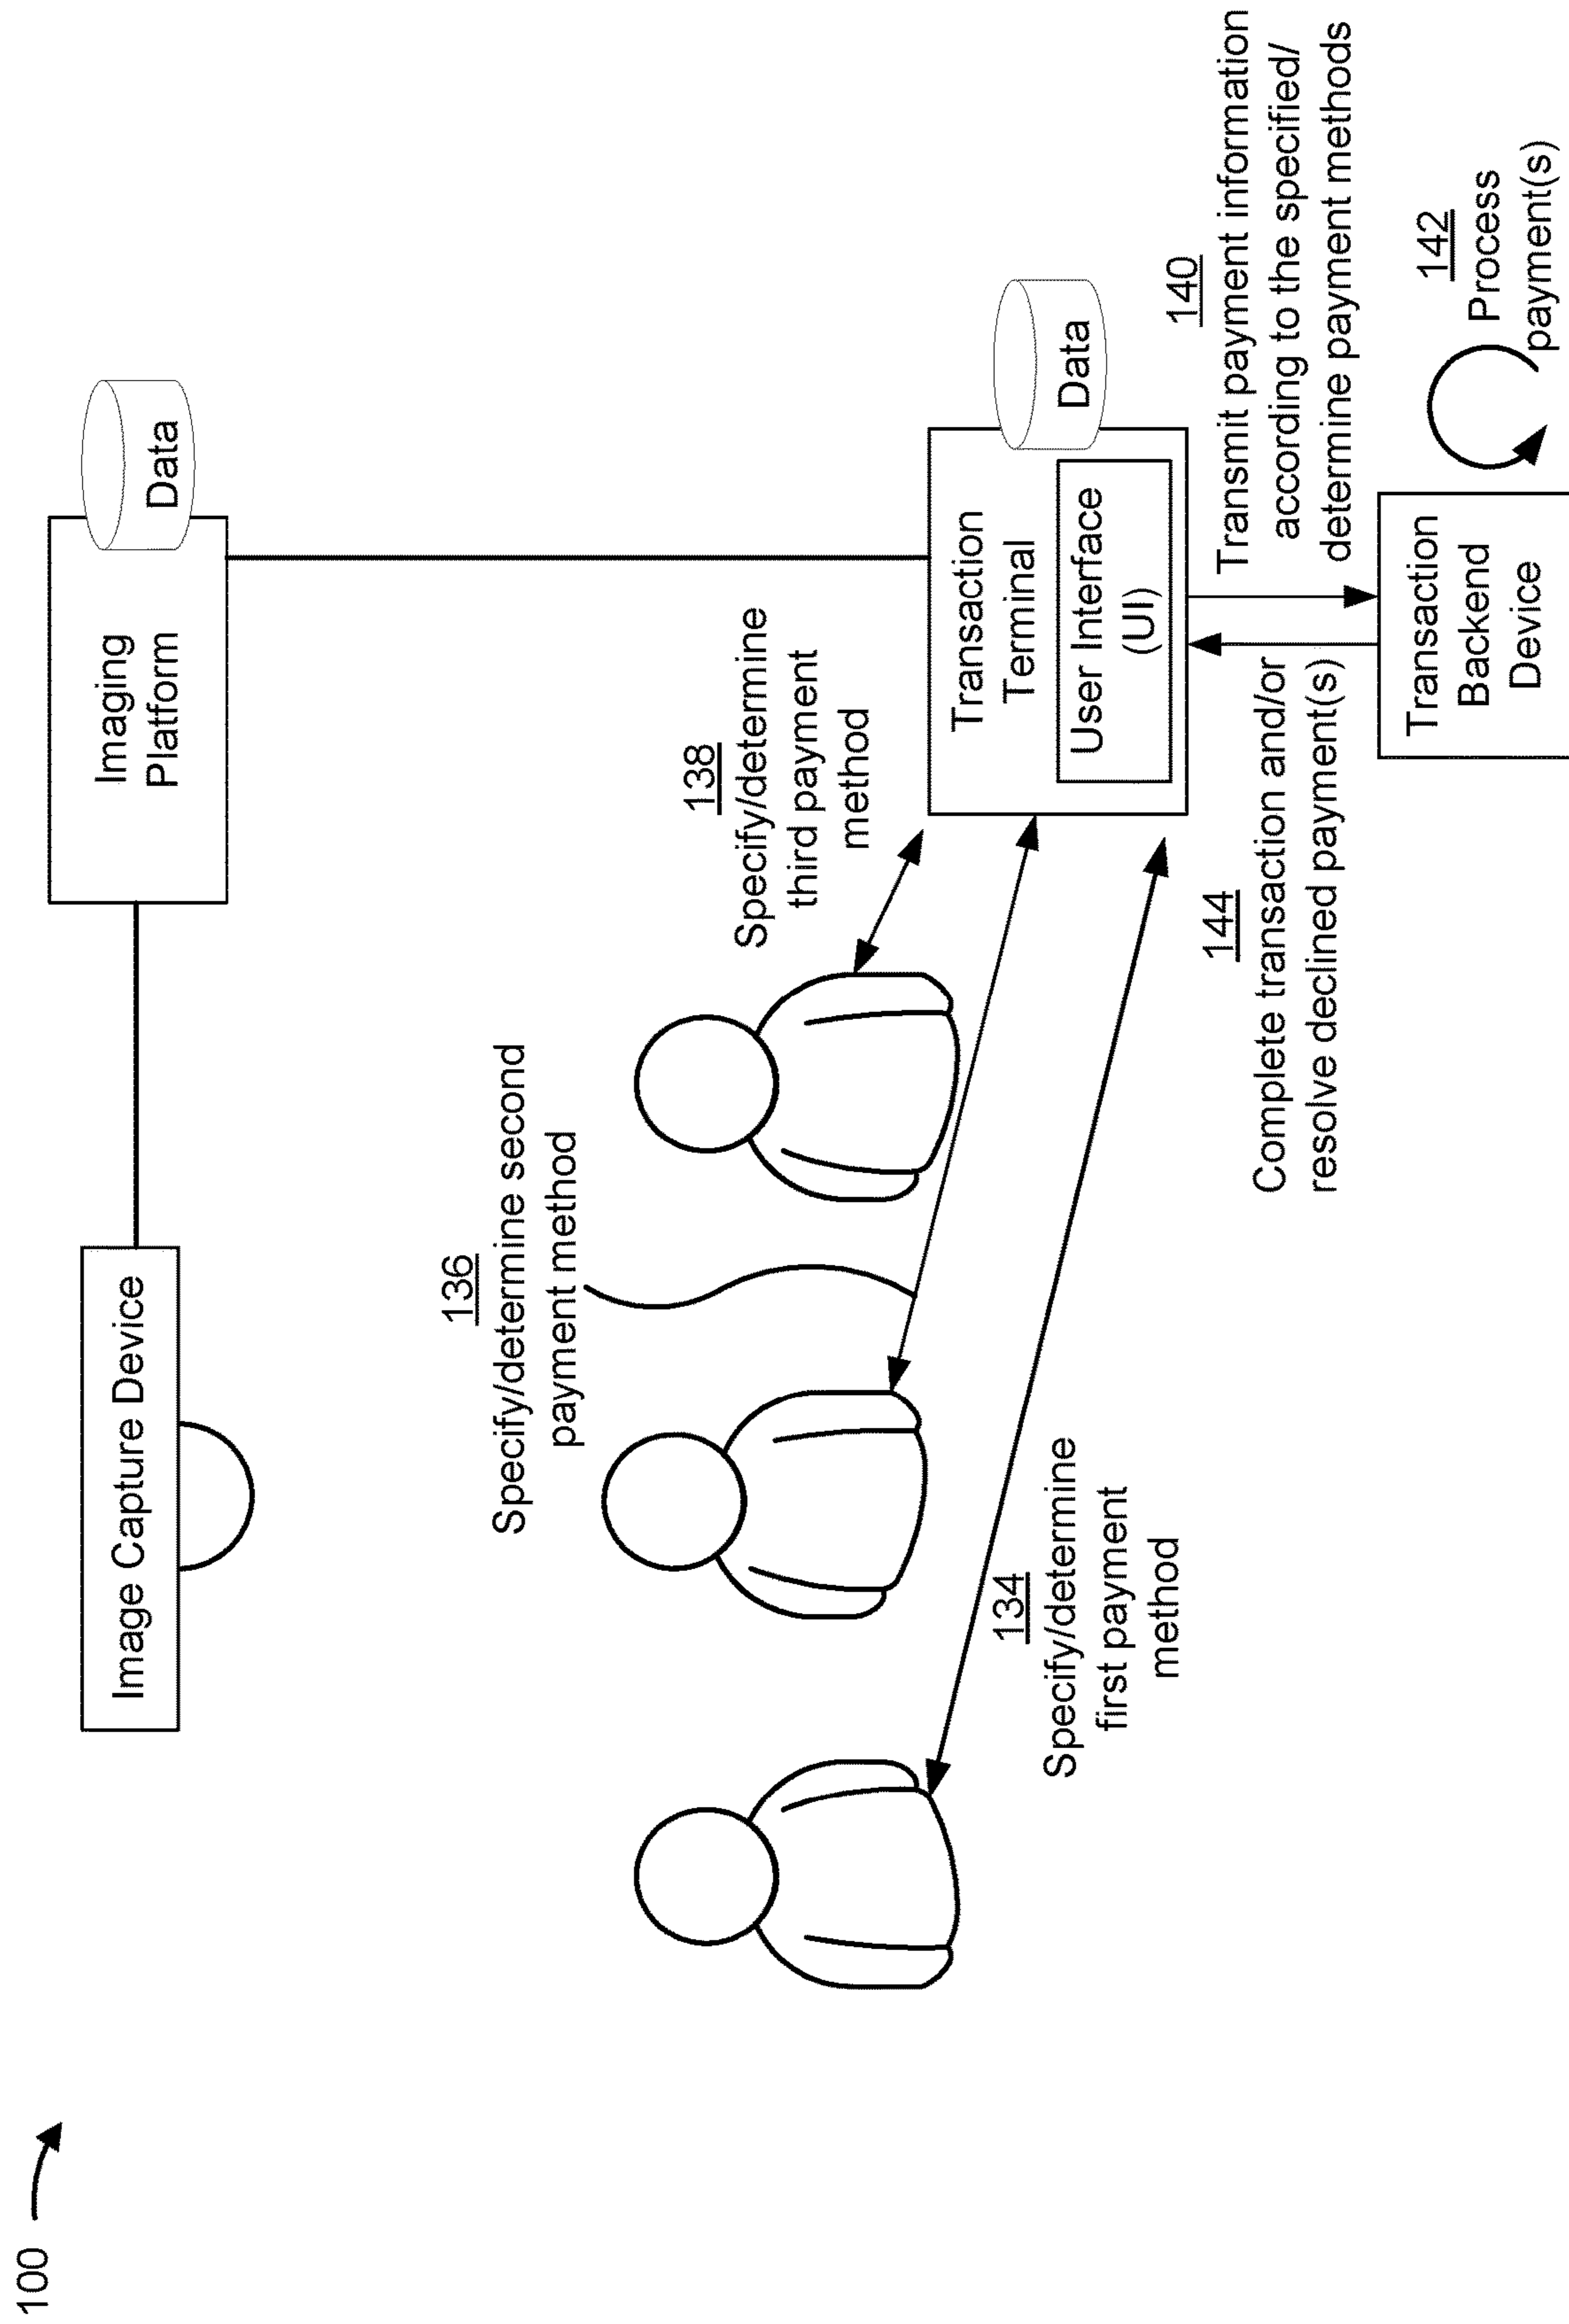 100
Image Capture Device
Imaging
Platform
Data
136
Specify/determine second
payment method
138
Specify/determine
third payment
method
134
Specify/determine
first payment
method
Transaction
Terminal
User Interface
(UI)
Data
144
Complete transaction and/or
resolve declined payment(s)
140
Transmit payment information
according to the specified/
determine payment methods
Transaction
Backend
Device
142
Process
payment(s)